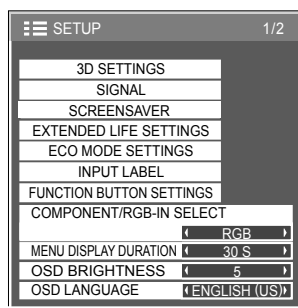 SETUP 1/2
3D SETTINGS
SIGNAL
SCREENSAVER
EXTENDED LIFE SETTINGS
ECO MODE SETTINGS
INPUT LABEL
FUNCTION BUTTON SETTINGS
COMPONENT/RGB-IN SELECT
RGB
MENU DISPLAY DURATION 30 S
OSD BRIGHTNESS 5
OSD LANGUAGE ENGLISH (US)